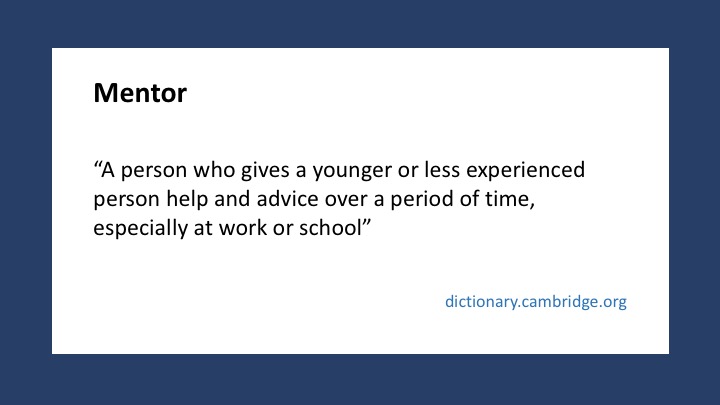 Mentor
“A person who gives a younger or less experienced
person help and advice over a period of time,
especially at work or school”
dictionary.cambridge.org